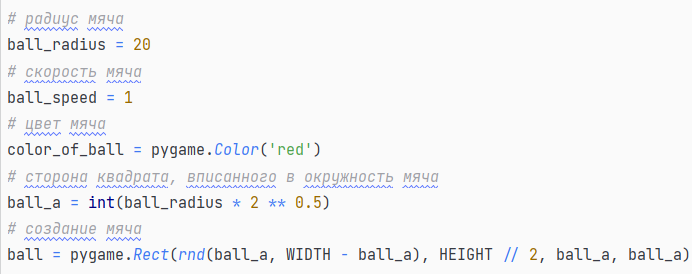 # радиус мяча
ball_radius = 20
# скорость мяча
ball_speed = 1
# цвет мяча
color_of_ball = pygame.Color('red')
# сторона квадрата, вписанного в окружность мяча
ball_a = int(ball_radius * 2 ** 0.5)
# создание мяча
ball = pygame.Rect(rnd(ball_a, WIDTH - ball_a), HEIGHT // 2, ball_a, ball_a)